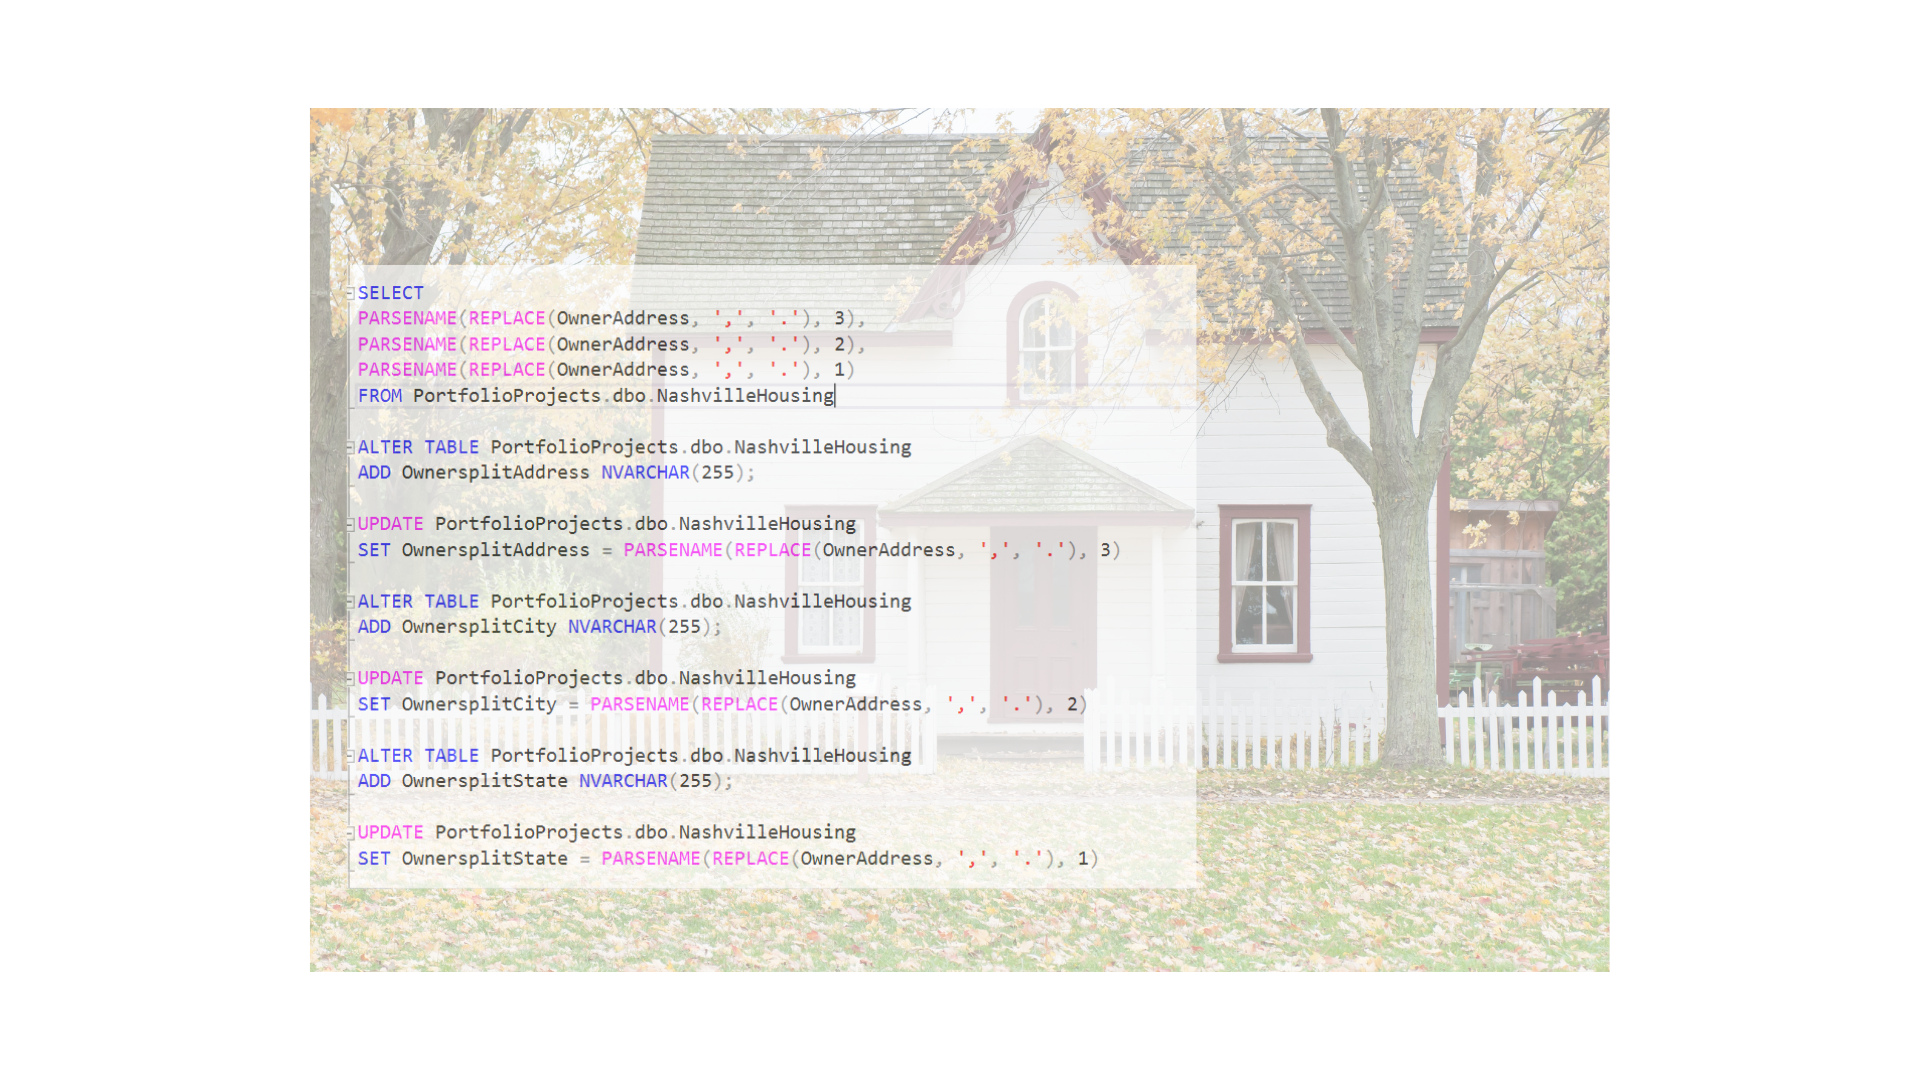 SELECT
PARSENAME(REPLACE(OwnerAddress, ',', '.'), 3),
PARSENAME(REPLACE(OwnerAddress, ',', '.'), 2),
PARSENAME(REPLACE(OwnerAddress, ',', '.'), 1)
FROM PortfolioProjects.dbo.NashvilleHousing
ALTER TABLE PortfolioProjects.dbo.NashvilleHousing
ADD OwnersplitAddress NVARCHAR(255);
UPDATE PortfolioProjects.dbo.NashvilleHousing
SET OwnersplitAddress = PARSENAME(REPLACE(OwnerAddress, ',', '.'), 3)
ALTER TABLE PortfolioProjects.dbo.NashvilleHousing
ADD OwnersplitCity NVARCHAR(255);
UPDATE PortfolioProjects.dbo.NashvilleHousing
SET OwnersplitCity = PARSENAME(REPLACE(OwnerAddress, ',', '.'), 2)
ALTER TABLE PortfolioProjects.dbo.NashvilleHousing
ADD OwnersplitState NVARCHAR(255);
UPDATE PortfolioProjects.dbo.NashvilleHousing
SET OwnersplitState = PARSENAME(REPLACE(OwnerAddress, ',', '.'), 1)